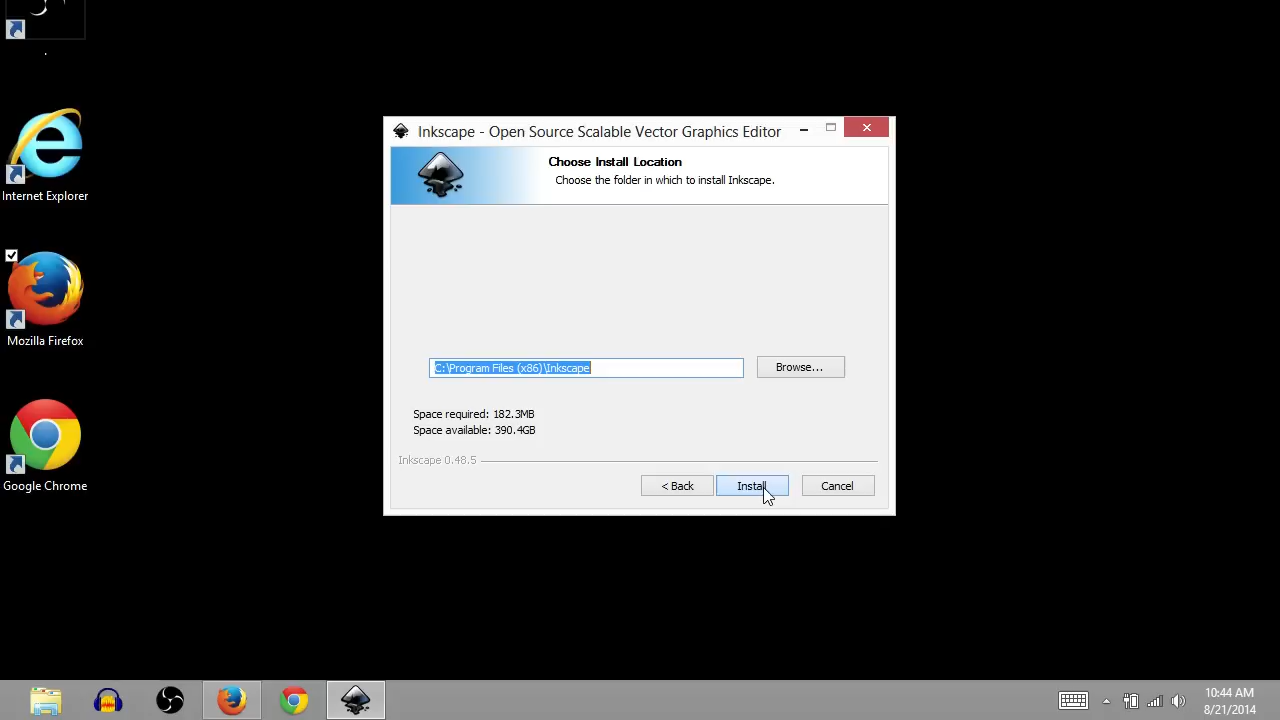 .
Internet Explorer
Mozilla Firefox
Google Chrome
Inkscape - Open Source Scalable Vector Graphics Editor
Choose Install Location
Choose the folder in which to install Inkscape.
C:\Program Files (x86)\Inkscape
Browse...
Space required: 182.3MB
Space available: 390.4GB
Inkscape 0.48.5
< Back
Install
Cancel
10:44 AM
8/21/2014